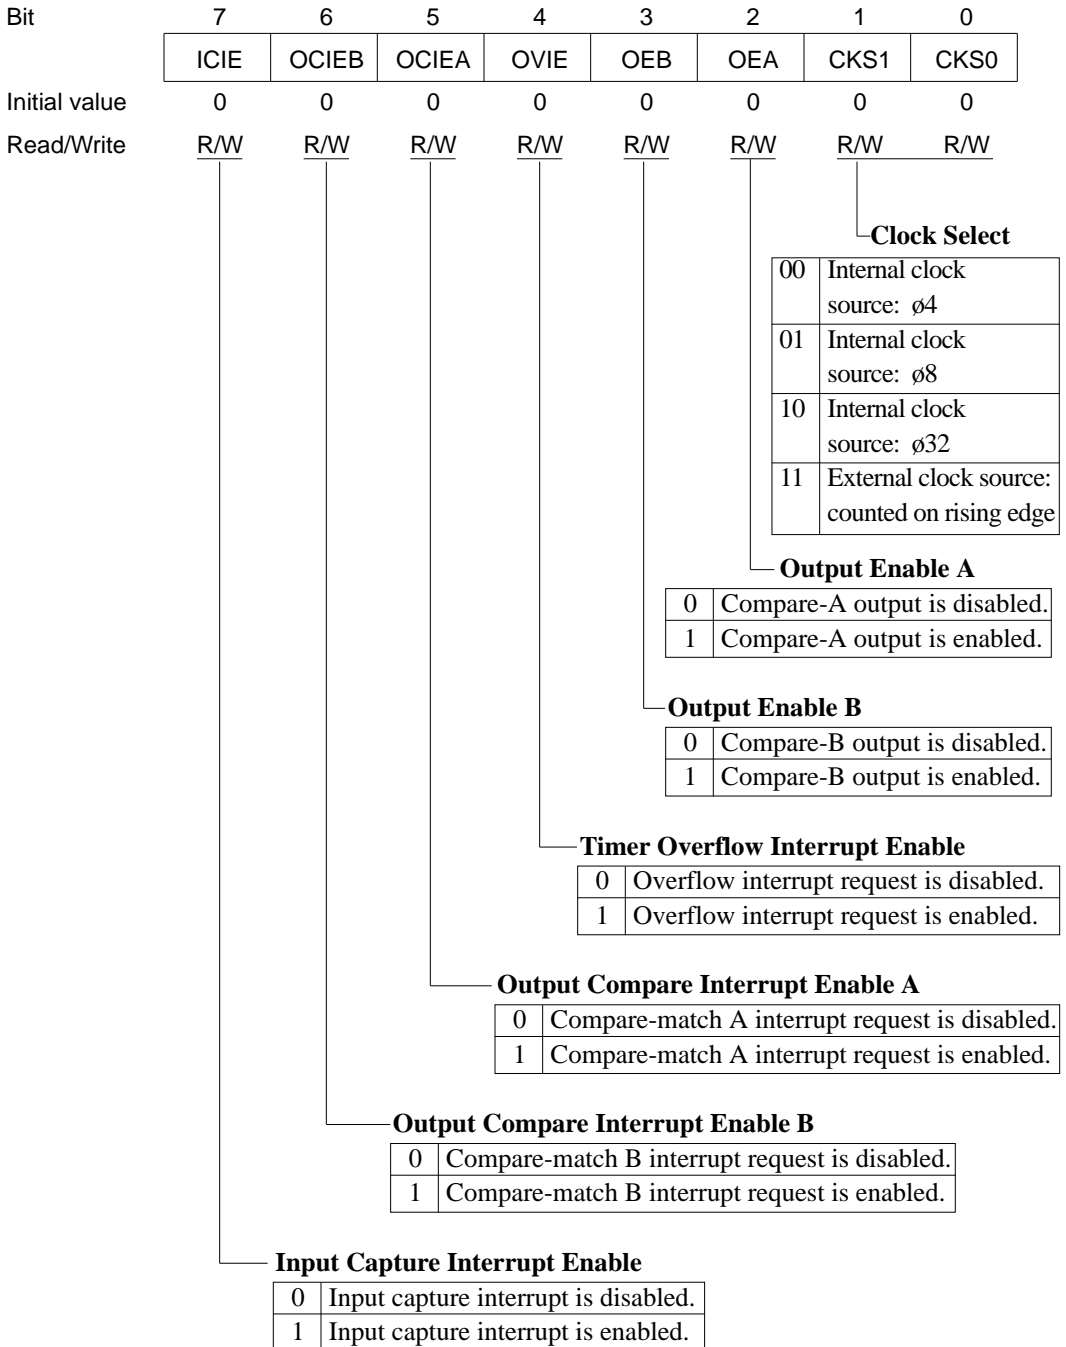 Bit 7 6 5 4 3 2 1 0
ICIE OCIEB OCIEA OVIE OEB OEA CKS1 CKS0
Initial value 0 0 0 0 0 0 0 0
Read/Write R/W R/W R/W R/W R/W R/W R/W R/W
Clock Select
00 Internal clock
source: ø4
01 Internal clock
source: ø8
10 Internal clock
source: ø32
11 External clock source:
counted on rising edge
Output Enable A
0 Compare-A output is disabled.
1 Compare-A output is enabled.
Output Enable B
0 Compare-B output is disabled.
1 Compare-B output is enabled.
Timer Overflow Interrupt Enable
0 Overflow interrupt request is disabled.
1 Overflow interrupt request is enabled.
Output Compare Interrupt Enable A
0 Compare-match A interrupt request is disabled.
1 Compare-match A interrupt request is enabled.
Output Compare Interrupt Enable B
0 Compare-match B interrupt request is disabled.
1 Compare-match B interrupt request is enabled.
Input Capture Interrupt Enable
0 Input capture interrupt is disabled.
1 Input capture interrupt is enabled.